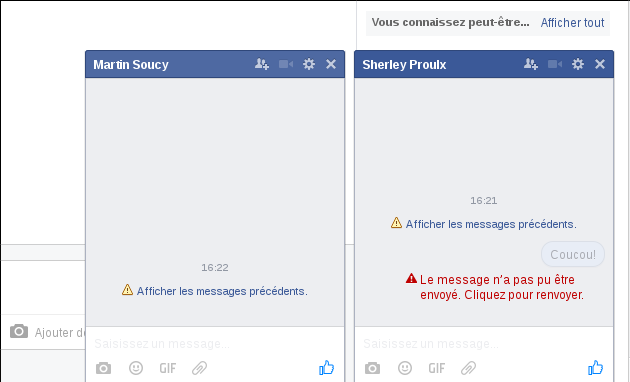 Vous connaissez peut-être... Afficher tout
Martin Soucy
16:22
Afficher les messages précédents.
Saisissez un message...
GIF
Sherley Proulx
16:21
Afficher les messages précédents.
Coucou!
Le message n’a pas pu être
envoyé. Cliquez pour renvoyer.
Saisissez un message...
GIF
Ajouter de